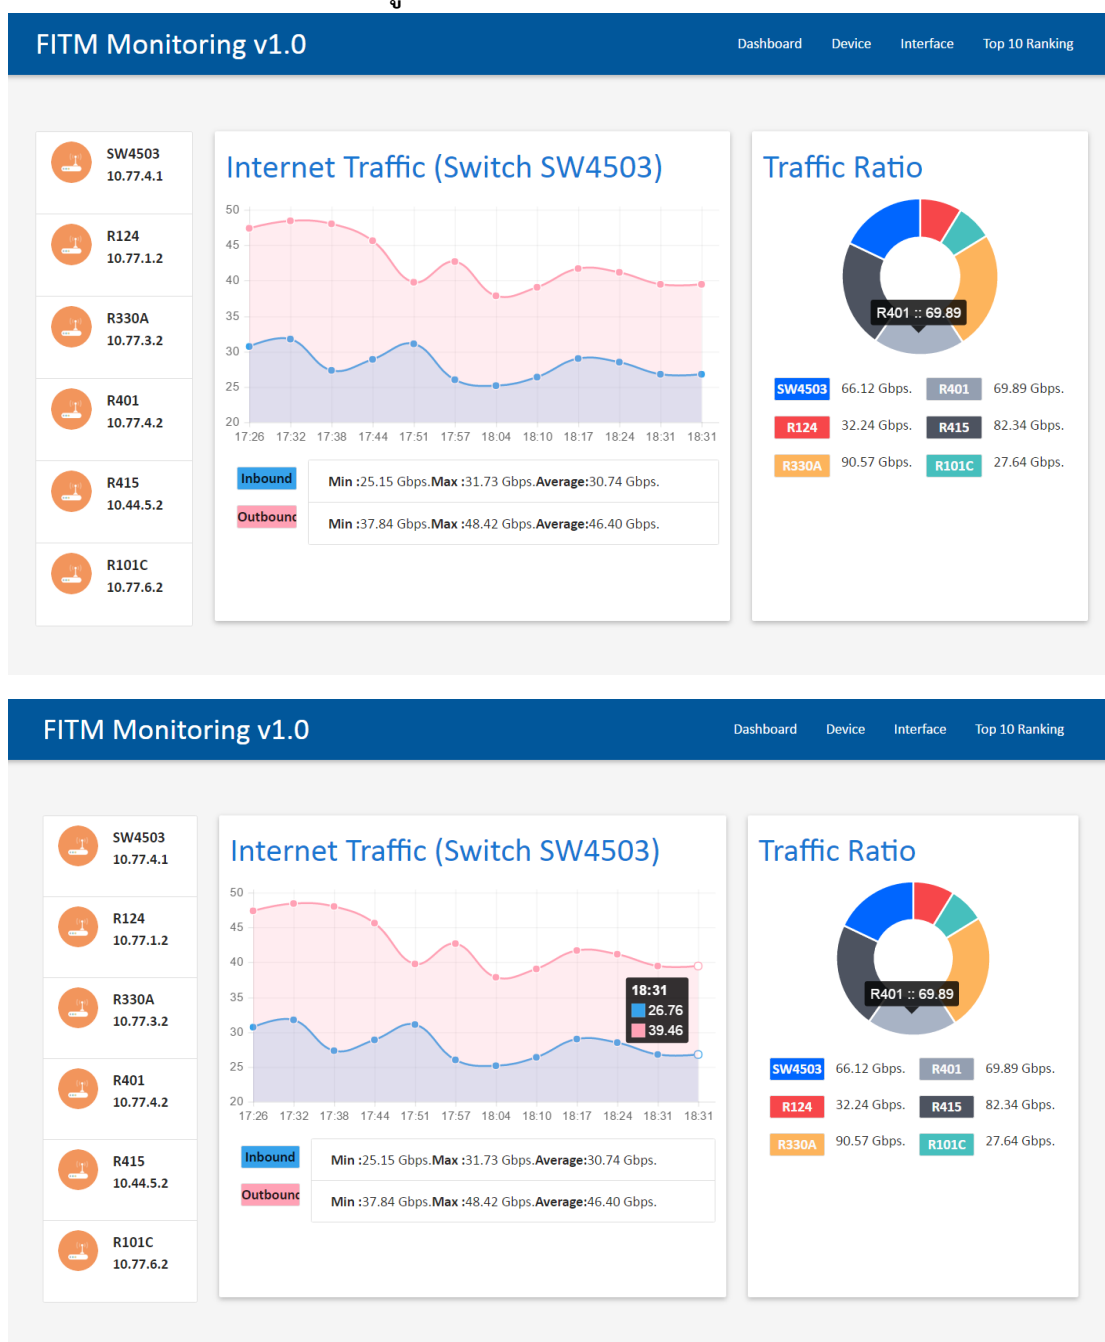 FITM Monitoring v1.0
Dashboard Device Interface Top 10 Ranking
SW4503
10.77.4.1
R124
10.77.1.2
R330A
10.77.3.2
R401
10.77.4.2
R415
10.44.5.2
R101C
10.77.6.2
Internet Traffic (Switch SW4503)
50
45
40
35
30
25
20
17:26 17:32 17:38 17:44 17:51 17:57 18:04 18:10 18:17 18:24 18:31 18:31
Inbound Min :25.15 Gbps.Max :31.73 Gbps.Average:30.74 Gbps.
Outbound Min :37.84 Gbps.Max :48.42 Gbps.Average:46.40 Gbps.
Traffic Ratio
R401 :: 69.89
SW4503 66.12 Gbps. R401 69.89 Gbps.
R124 32.24 Gbps. R415 82.34 Gbps.
R330A 90.57 Gbps. R101C 27.64 Gbps.
FITM Monitoring v1.0
Dashboard Device Interface Top 10 Ranking
SW4503
10.77.4.1
R124
10.77.1.2
R330A
10.77.3.2
R401
10.77.4.2
R415
10.44.5.2
R101C
10.77.6.2
Internet Traffic (Switch SW4503)
50
45
40
35
30
25
20
18:31
26.76
39.46
17:26 17:32 17:38 17:44 17:51 17:57 18:04 18:10 18:17 18:24 18:31 18:31
Inbound Min :25.15 Gbps.Max :31.73 Gbps.Average:30.74 Gbps.
Outbound Min :37.84 Gbps.Max :48.42 Gbps.Average:46.40 Gbps.
Traffic Ratio
R401 :: 69.89
SW4503 66.12 Gbps. R401 69.89 Gbps.
R124 32.24 Gbps. R415 82.34 Gbps.
R330A 90.57 Gbps. R101C 27.64 Gbps.